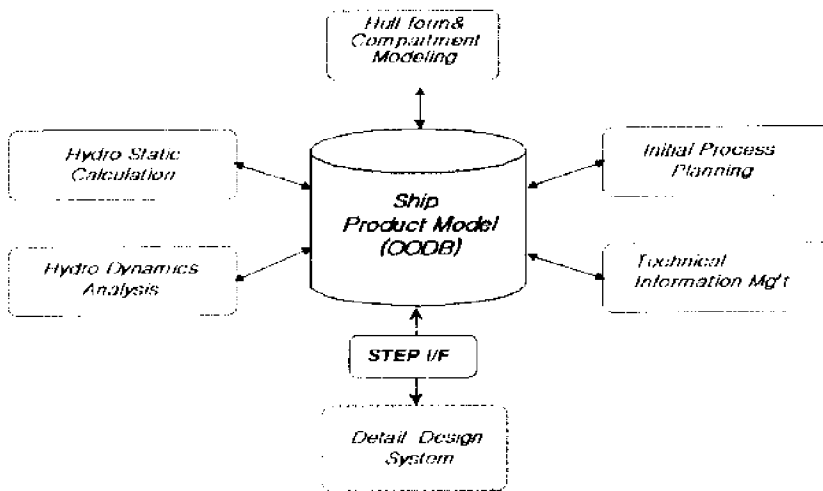 Hull form&
Compartment
Modeling
Hydro Static
Calculation
Initial Process
Planning
Ship
Product Model
(OODB)
Hydro Dynamics
Analysis
Technical
Information Mg't
STEP I/F
Detail Design
System